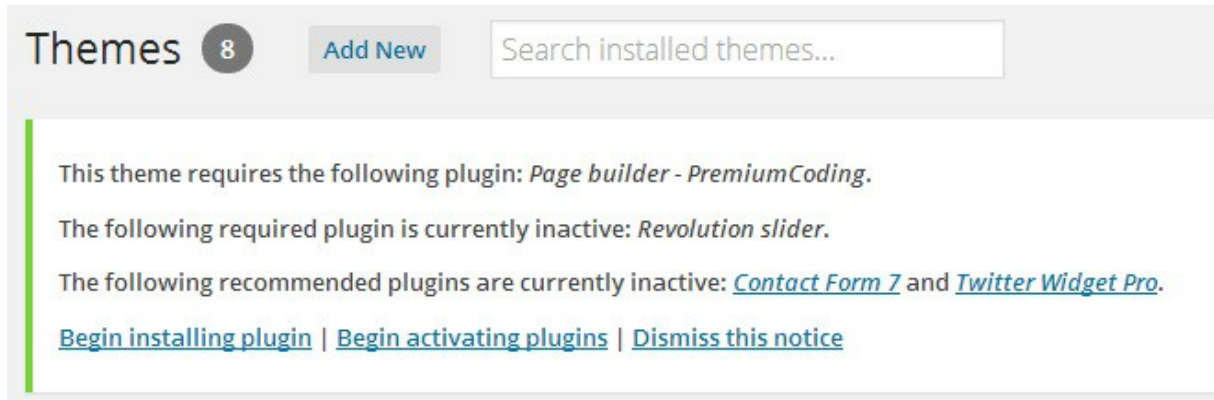 Themes 8 Add New Search installed themes...
This theme requires the following plugin: Page builder - PremiumCoding.
The following required plugin is currently inactive: Revolution slider.
The following recommended plugins are currently inactive: Contact Form 7 and Twitter Widget Pro.
Begin installing plugin | Begin activating plugins | Dismiss this notice